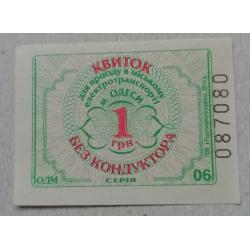 КВИТОК
для проїзду в міському
електротранспорті
м. ОДЕСИ
1
грн
БЕЗ КОНДУКТОРА
СЕРІЯ
ОДМ
06
087080